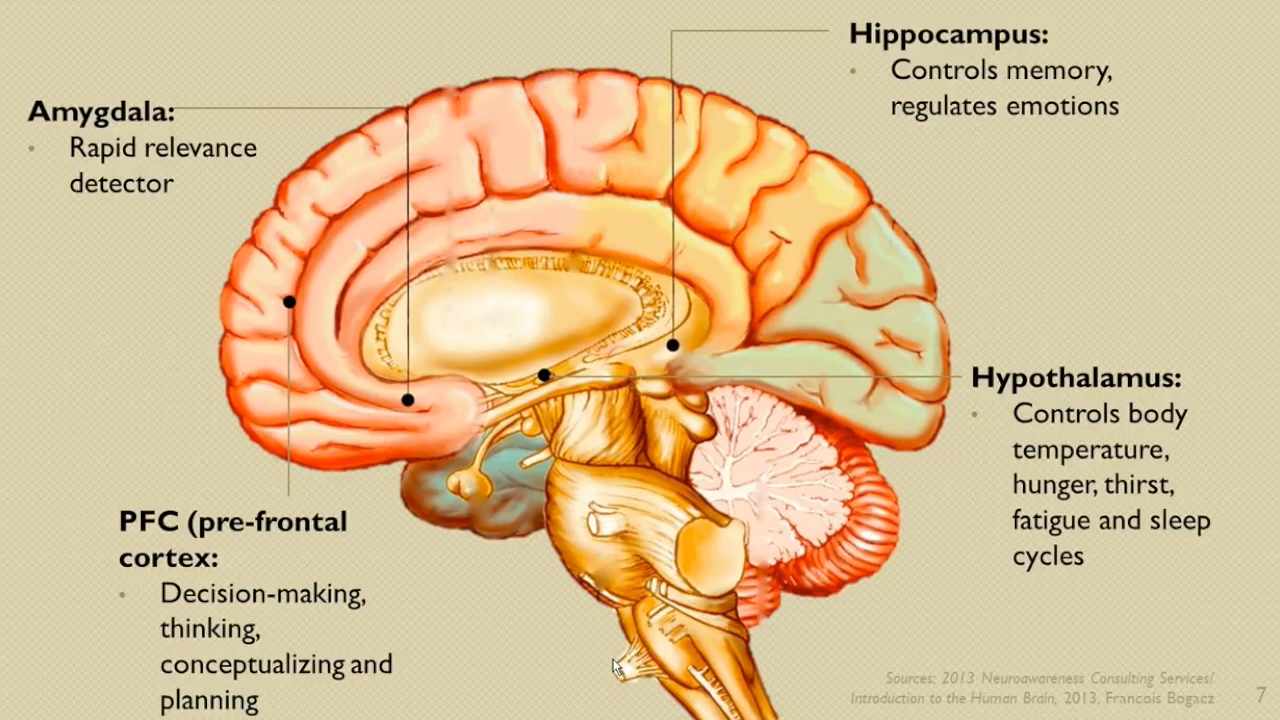 Hippocampus:
• Controls memory,
regulates emotions
Amygdala:
• Rapid relevance
detector
Hypothalamus:
• Controls body
temperature,
hunger, thirst,
fatigue and sleep
cycles
PFC (pre-frontal
cortex:
• Decision-making,
thinking,
conceptualizing and
planning
Sources: 2013 Neuroawareness Consulting Services/
Introduction to the Human Brain, 2013, Francois Bogacz
7